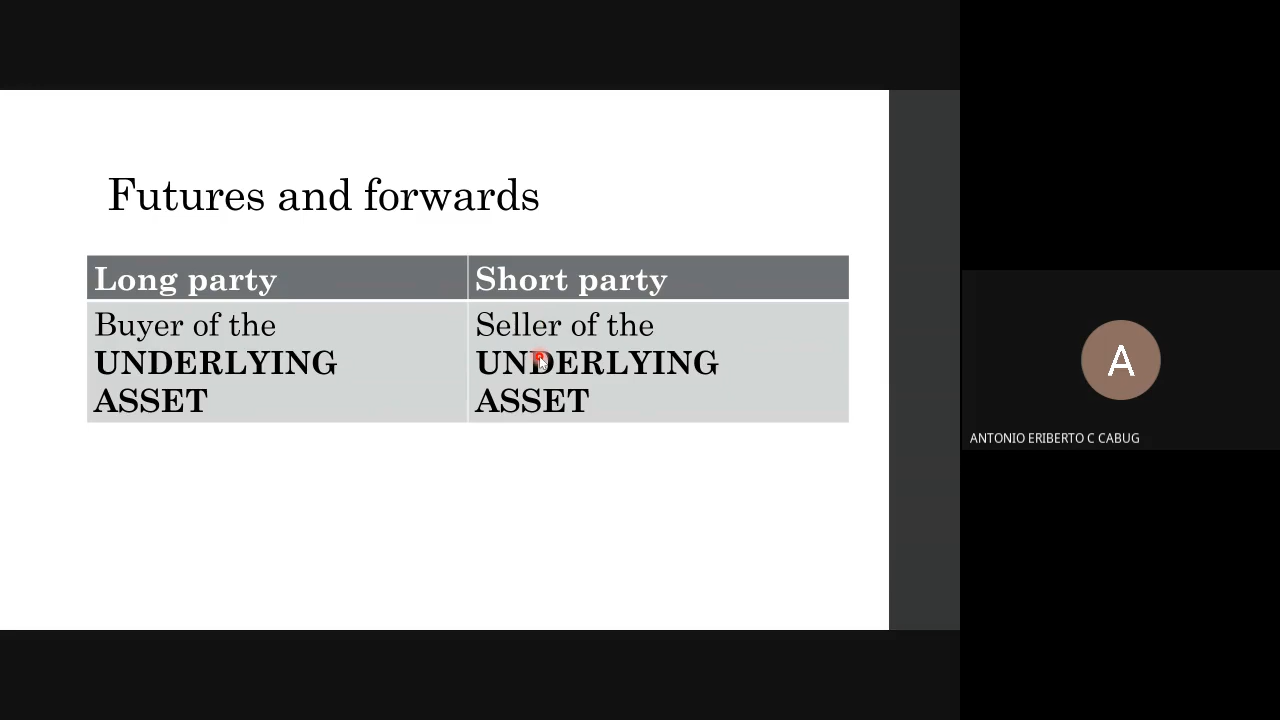 Futures and forwards
Long party
Short party
Buyer of the
UNDERLYING
ASSET
Seller of the
UNDERLYING
ASSET
A
ANTONIO ERIBERTO C CABUG